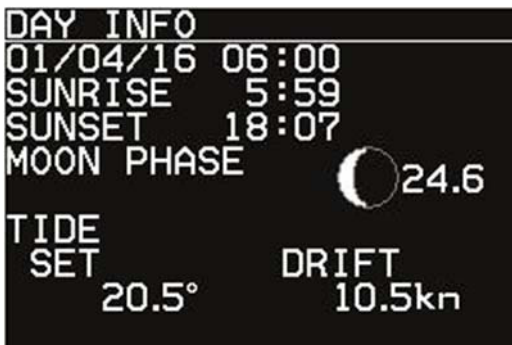 DAY INFO
01/04/16 06:00
SUNRISE 5:59
SUNSET 18:07
MOON PHASE
24.6
TIDE
SET DRIFT
20.5° 10.5kn